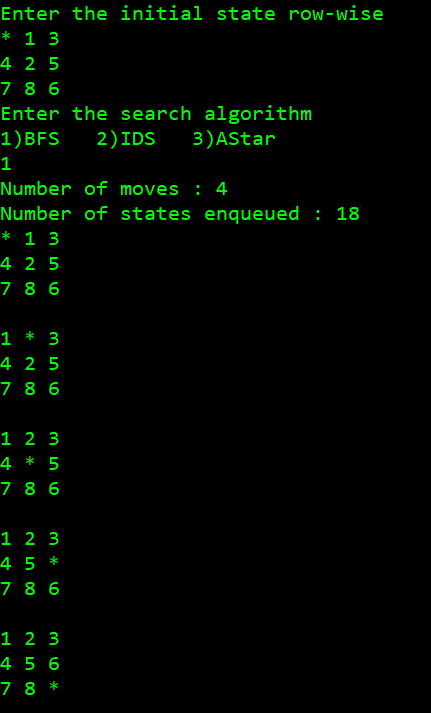 Enter the initial state row-wise
* 1 3
4 2 5
7 8 6
Enter the search algorithm
1)BFS   2)IDS   3)AStar
1
Number of moves : 4
Number of states enqueued : 18
* 1 3
4 2 5
7 8 6

1 * 3
4 2 5
7 8 6

1 2 3
4 * 5
7 8 6

1 2 3
4 5 *
7 8 6

1 2 3
4 5 6
7 8 *